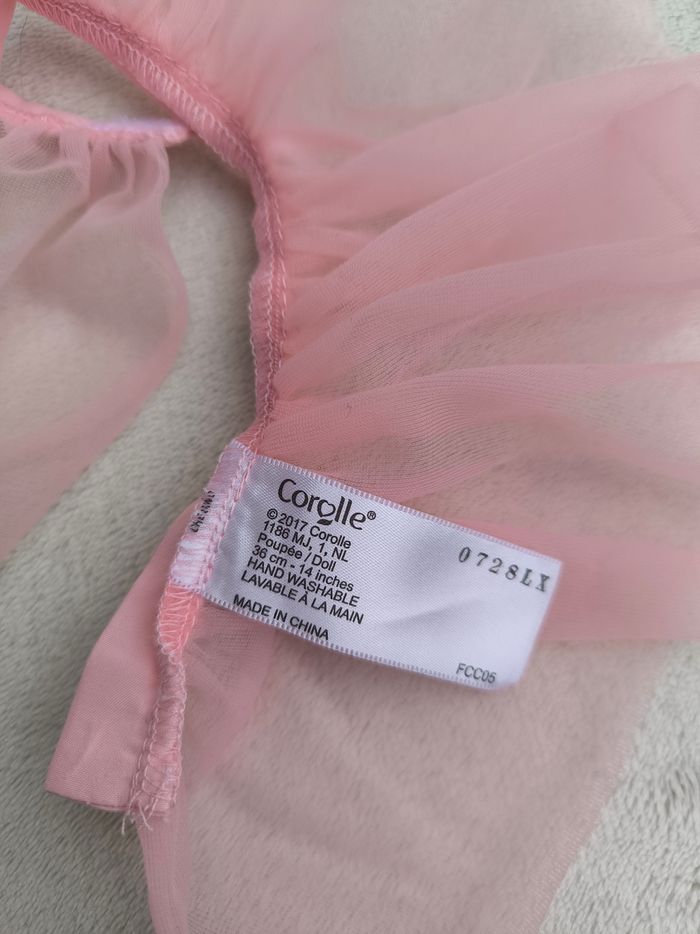 Corolle®
© 2017 Corolle
1186 MJ, 1, NL
Poupée / Doll
36 cm - 14 inches
HAND WASHABLE
LAVABLE À LA MAIN
MADE IN CHINA
0728LX
FCC05